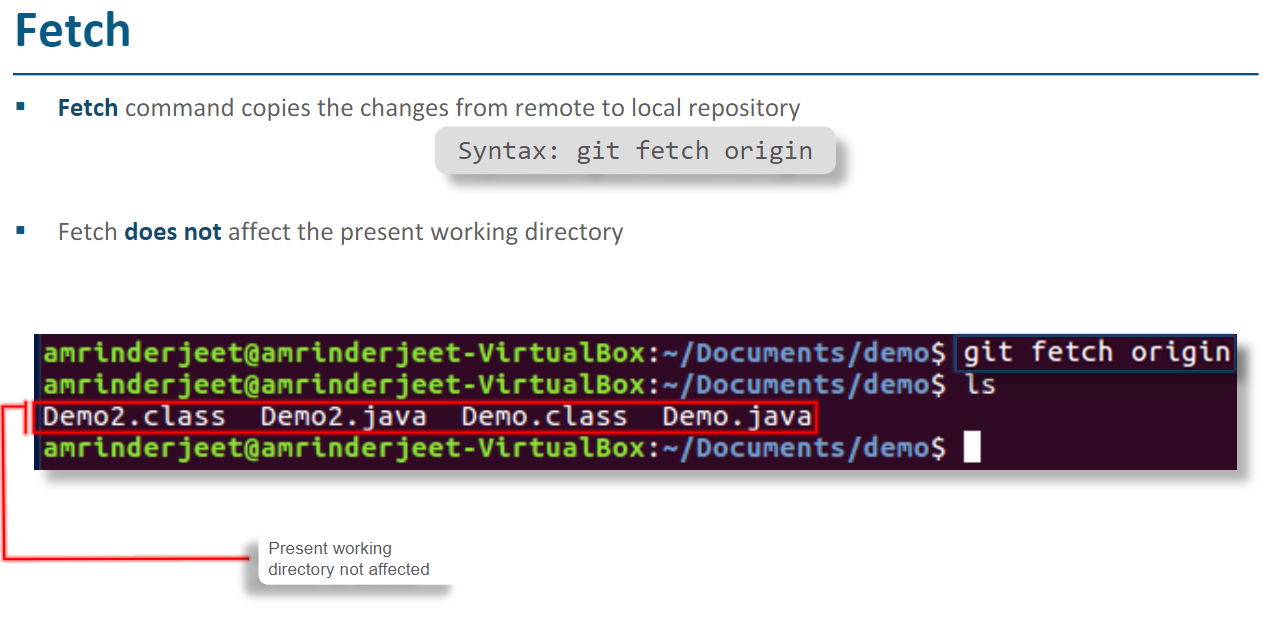 Fetch
Fetch command copies the changes from remote to local repository
Syntax: git fetch origin
Fetch does not affect the present working directory
amrinderjeet@amrinderjeet-VirtualBox:~/Documents/demo$ git fetch origin
amrinderjeet@amrinderjeet-VirtualBox:~/Documents/demo$ ls
Demo2.class  Demo2.java  Demo.class  Demo.java
amrinderjeet@amrinderjeet-VirtualBox:~/Documents/demo$
Present working
directory not affected